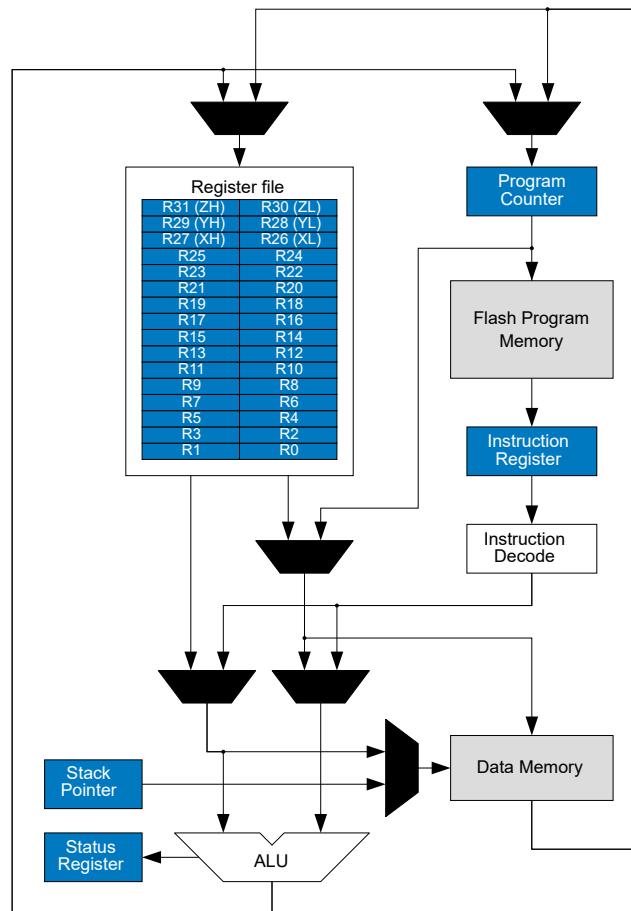 Register file
R31 (ZH) R30 (ZL)
R29 (YH) R28 (YL)
R27 (XH) R26 (XL)
R25 R24
R23 R22
R21 R20
R19 R18
R17 R16
R15 R14
R13 R12
R11 R10
R9 R8
R7 R6
R5 R4
R3 R2
R1 R0
Program
Counter
Flash Program
Memory
Instruction
Register
Instruction
Decode
Data Memory
Stack
Pointer
Status
Register
ALU